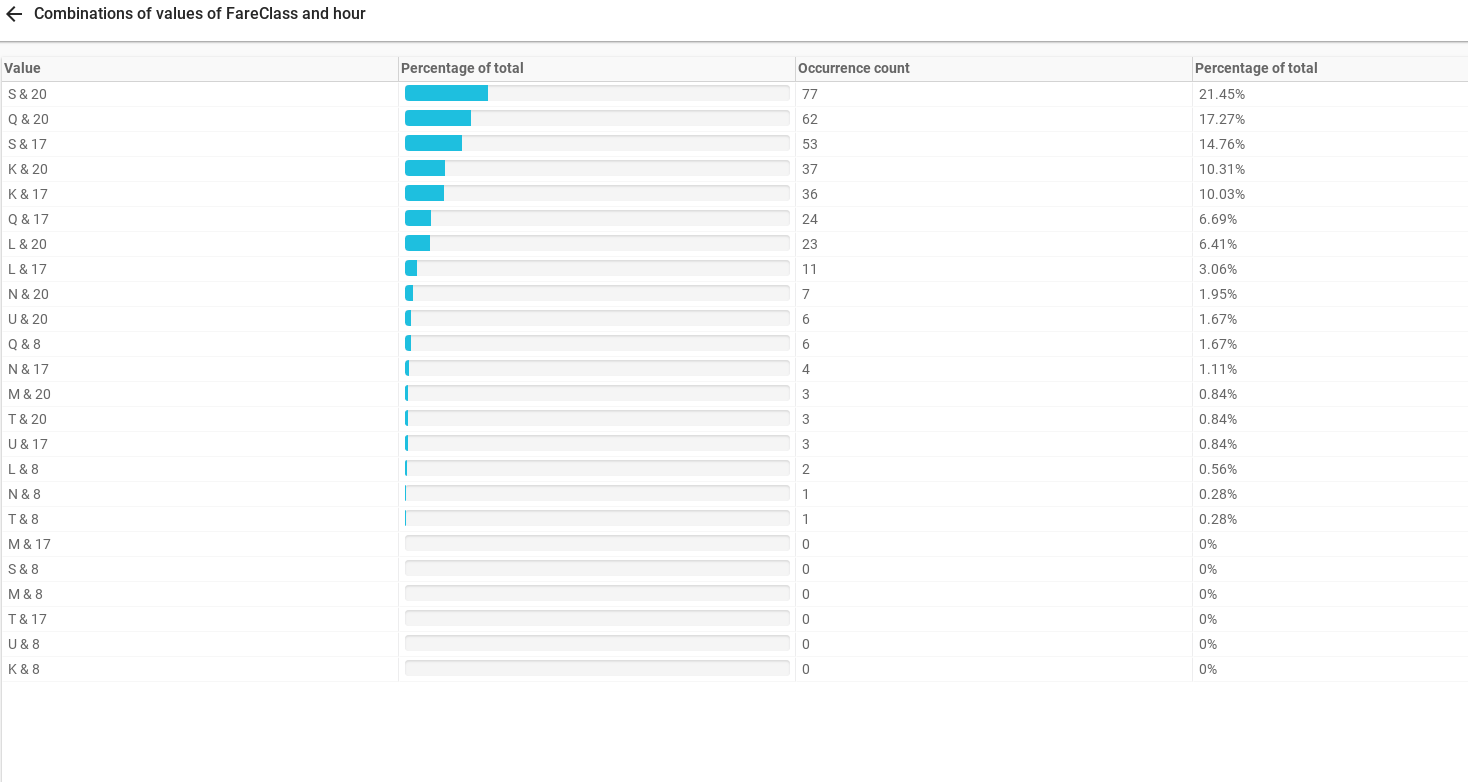 Combinations of values of FareClass and hour
Value Percentage of total Occurrence count Percentage of total
S & 20 77 21.45%
Q & 20 62 17.27%
S & 17 53 14.76%
K & 20 37 10.31%
K & 17 36 10.03%
Q & 17 24 6.69%
L & 20 23 6.41%
L & 17 11 3.06%
N & 20 7 1.95%
U & 20 6 1.67%
Q & 8 6 1.67%
N & 17 4 1.11%
M & 20 3 0.84%
T & 20 3 0.84%
U & 17 3 0.84%
L & 8 2 0.56%
N & 8 1 0.28%
T & 8 1 0.28%
M & 17 0 0%
S & 8 0 0%
M & 8 0 0%
T & 17 0 0%
U & 8 0 0%
K & 8 0 0%